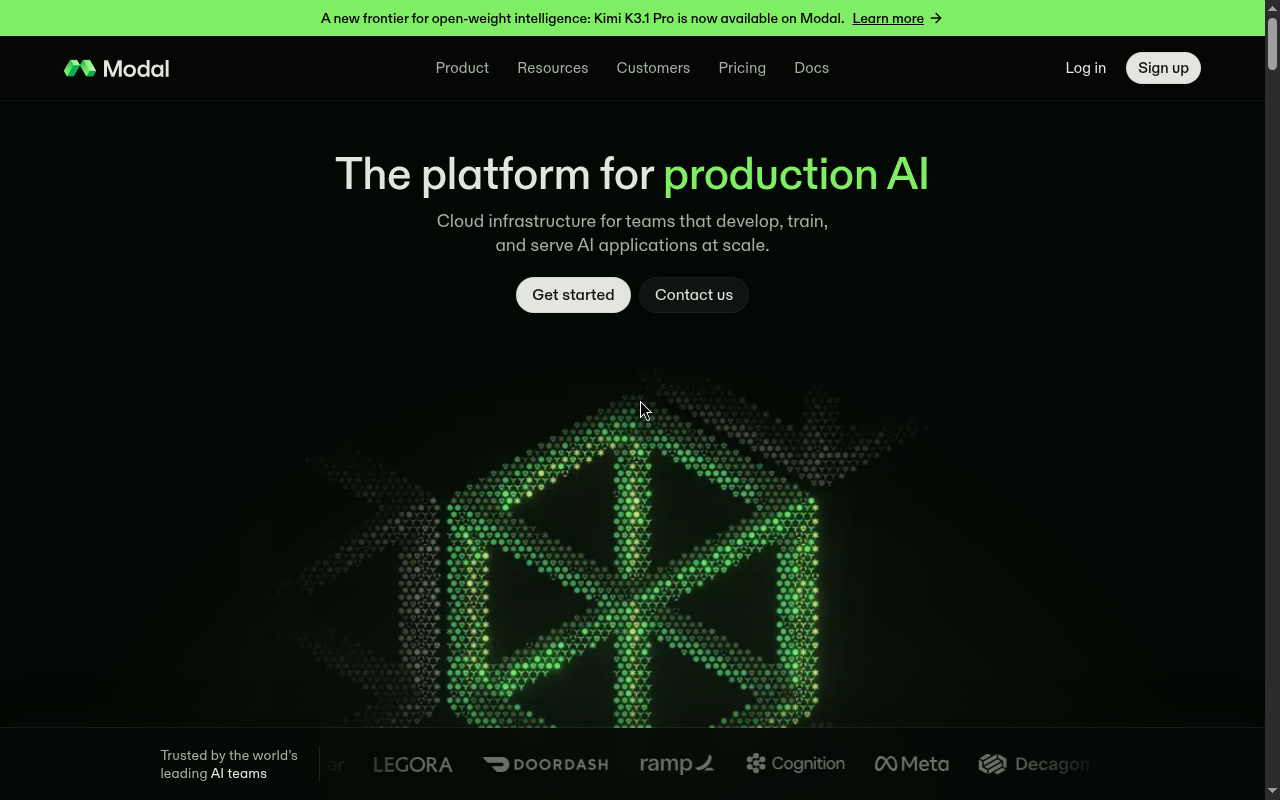 A new frontier for open-weight intelligence: Kimi K3.1 Pro is now available on Modal. Learn more →
Modal
Product
Resources
Customers
Pricing
Docs
Log in
Sign up
The platform for production AI
Cloud infrastructure for teams that develop, train,
and serve AI applications at scale.
Get started
Contact us
Trusted by the world's
leading AI teams
LEGORA
DOORDASH
ramp
Cognition
Meta
Decagon